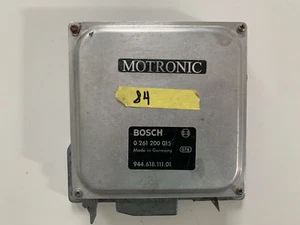 MOTRONIC
84
BOSCH
0 261 200 015
Made in Germany
944.618.111.01